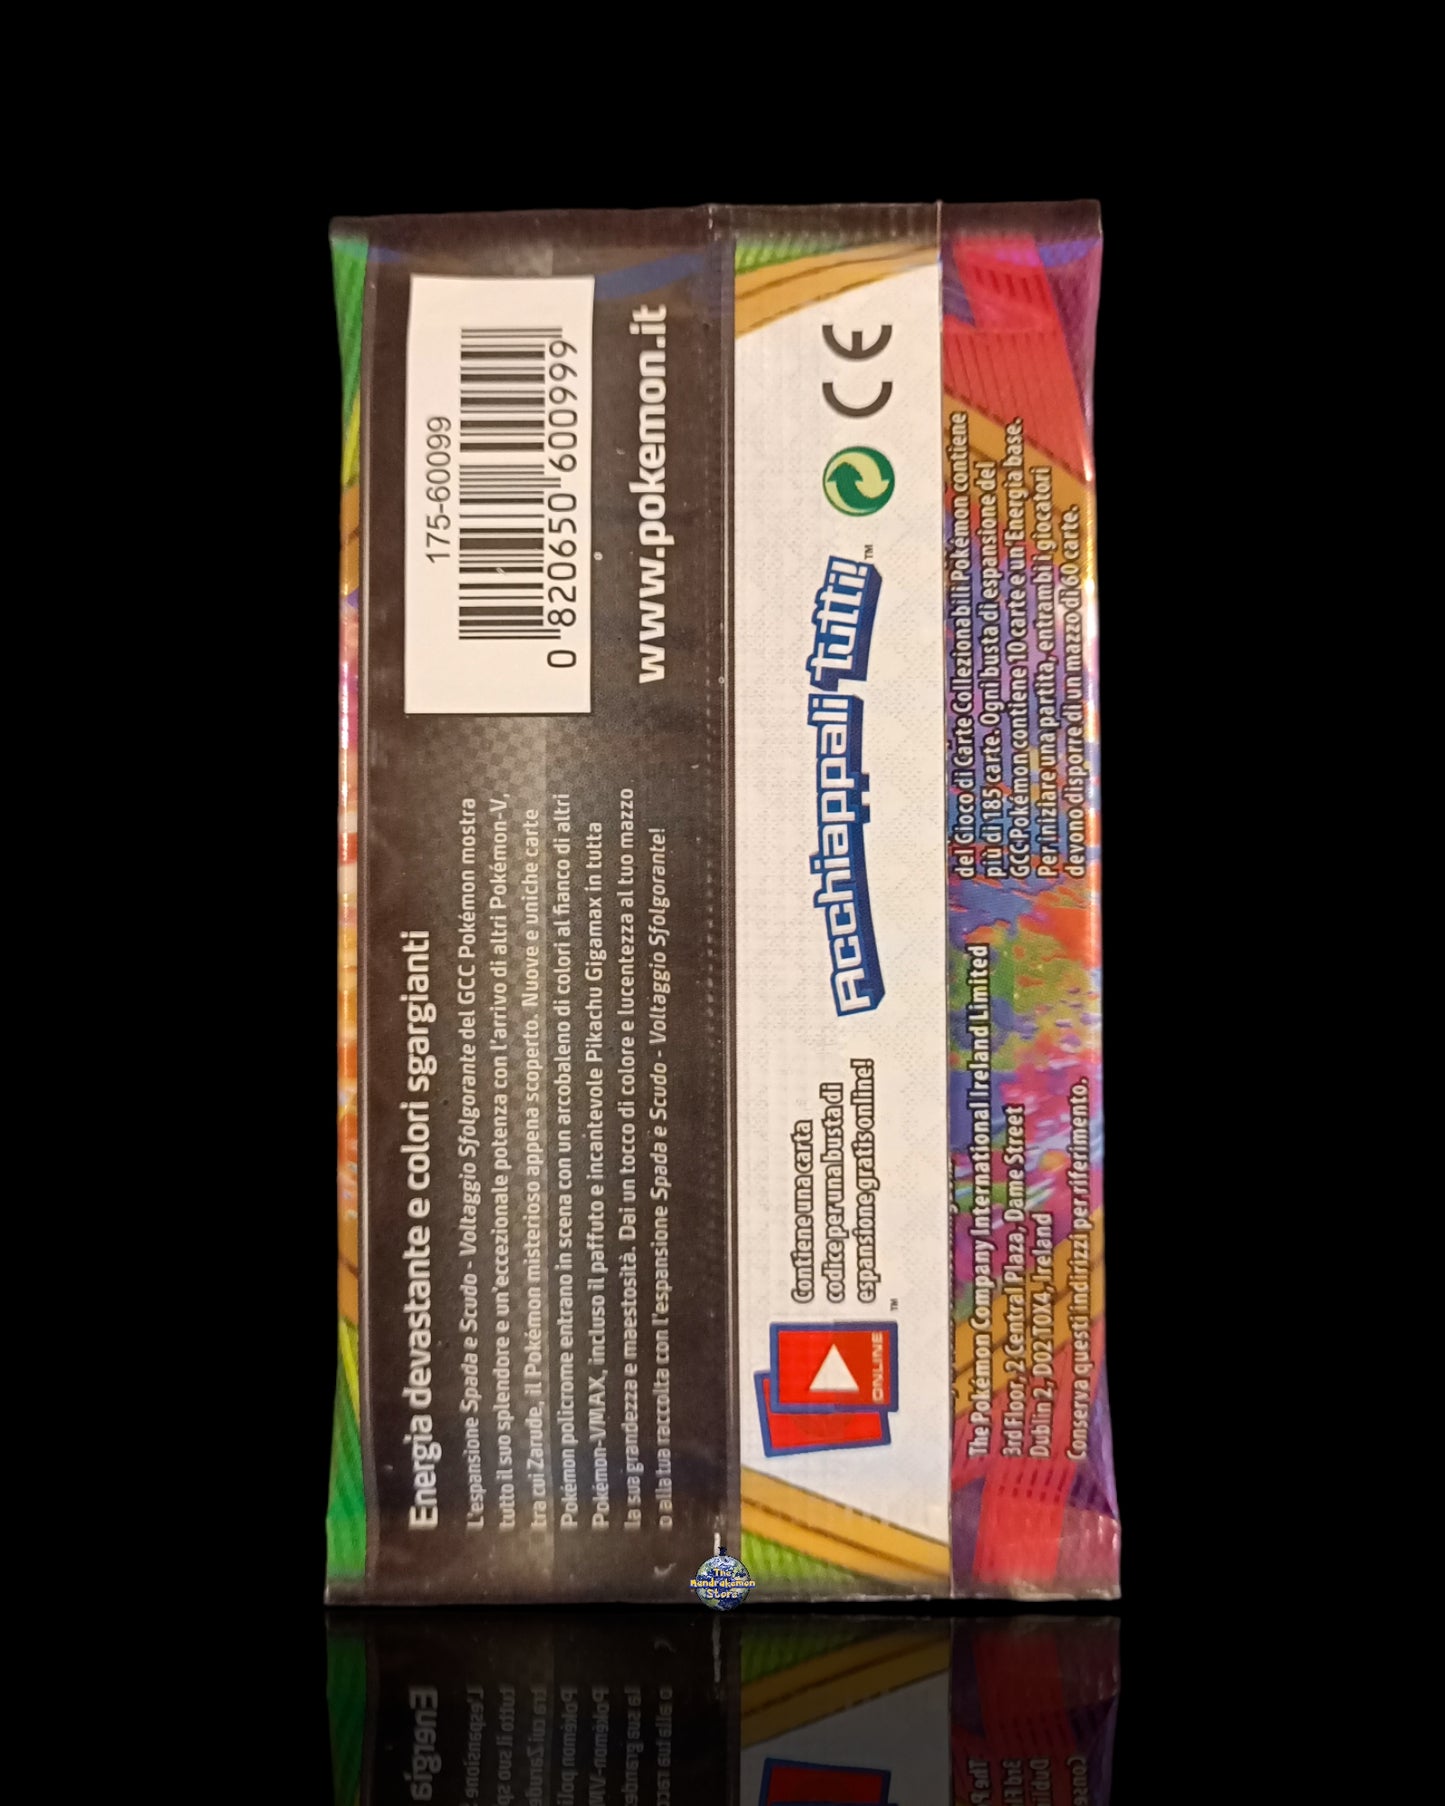 Energia devastante e colori sgargianti
L'espansione Spada e Scudo - Voltaggio Sfolgorante del GCC Pokémon mostra
tutto il suo splendore e un'eccezionale potenza con l'arrivo di altri Pokémon-V,
tra cui Zarude, il Pokémon misterioso appena scoperto. Nuove e uniche carte
Pokémon policrome entrano in scena con un arcobaleno di colori al fianco di altri
Pokémon-VMAX, incluso il paffuto e incantevole Pikachu Gigamax in tutta
la sua grandezza e maestosità. Dai un tocco di colore e lucentezza al tuo mazzo
o alla tua raccolta con l'espansione Spada e Scudo - Voltaggio Sfolgorante!
175-60099
0 820650 600999
www.pokemon.it
ONLINE
™
Contiene una carta
codice per una busta di
espansione gratis online!
Acchiappali tutti!™
CE
The Pokémon Company International Ireland Limited
3rd Floor, 2 Central Plaza, Dame Street
Dublin 2, D02 T0X4, Ireland
Conserva questi indirizzi per riferimento.
del Gioco di Carte Collezionabili Pokémon contiene
più di 185 carte. Ogni busta di espansione del
GCC Pokémon contiene 10 carte e un'Energia base.
Per iniziare una partita, entrambi i giocatori
devono disporre di un mazzo di 60 carte.
The
Mandrakemon
Store